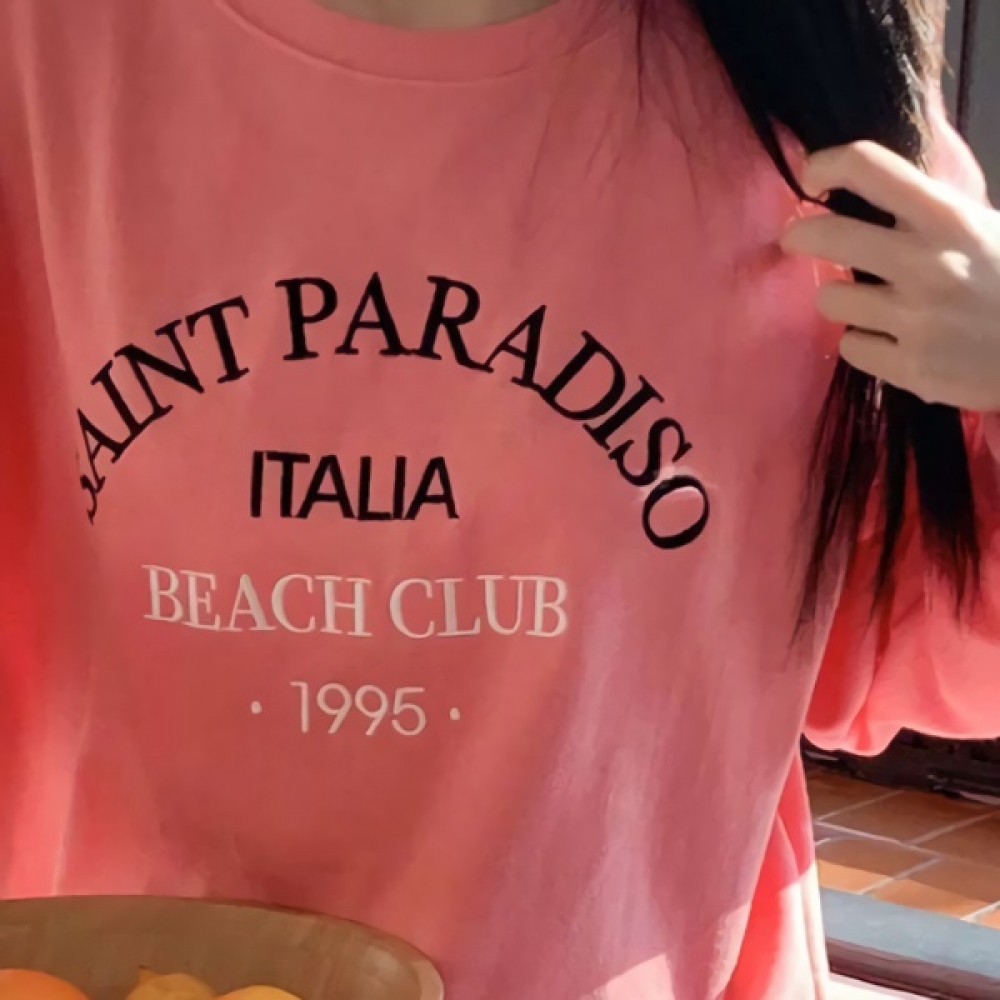 SAINT PARADISO
ITALIA
BEACH CLUB
· 1995 ·